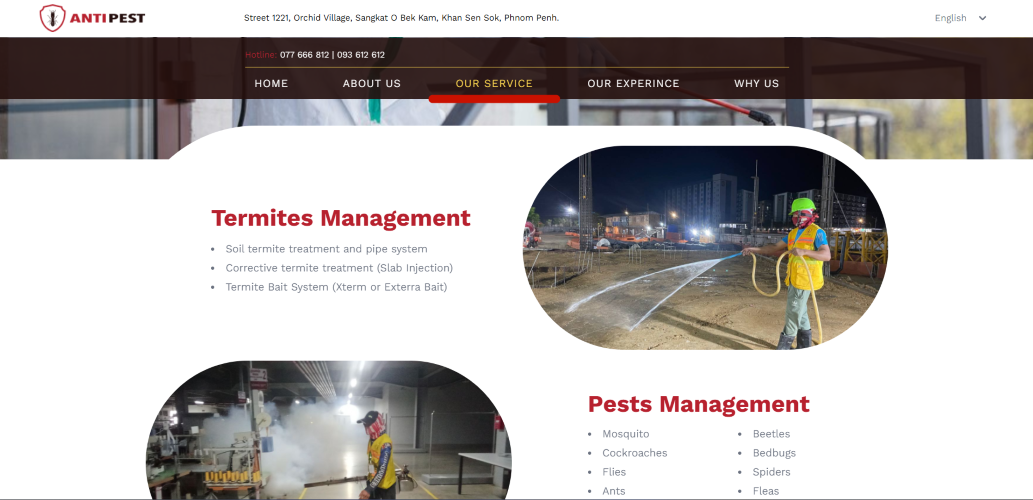 ANTIPEST
Street 1221, Orchid Village, Sangkat O Bek Kam, Khan Sen Sok, Phnom Penh.
English
Hotline: 077 666 812 | 093 612 612
HOME
ABOUT US
OUR SERVICE
OUR EXPERINCE
WHY US
Termites Management
• Soil termite treatment and pipe system
• Corrective termite treatment (Slab Injection)
• Termite Bait System (Xterm or Exterra Bait)
Pests Management
• Mosquito
• Cockroaches
• Flies
• Ants
• Beetles
• Bedbugs
• Spiders
• Fleas